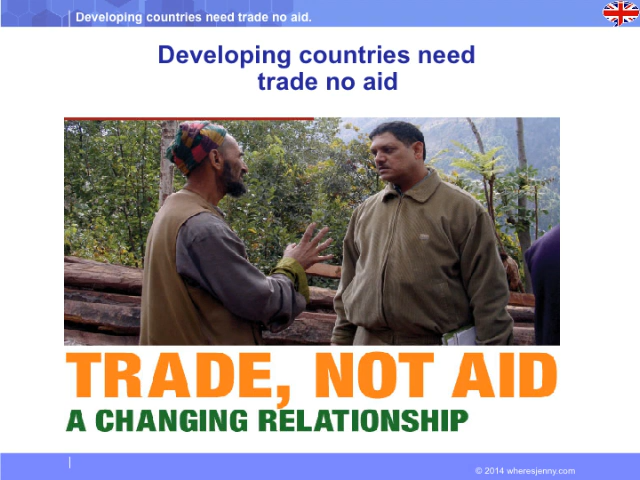 Developing countries need trade no aid.
Developing countries need
trade no aid
TRADE, NOT AID
A CHANGING RELATIONSHIP
© 2014 wheresjenny.com